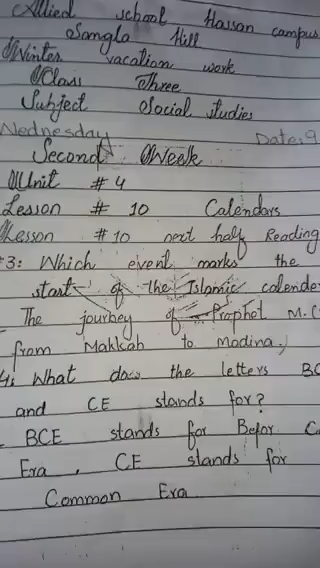 Allied school Hassan campus
Sangla Hill
Winter vacation work
Class Three
Subject Social studies
Wednesday Date: 9
Second Week
Unit # 4
Lesson # 10 Calendars
Lesson # 10 next half Reading
3: Which event marks the
start of the Islamic calende
The journey of Prophet M.(
from Makkah to madina,
4: What does the letters BC
and CE stands for?
BCE stands for Befor C
Era , CE stands for
Common Era